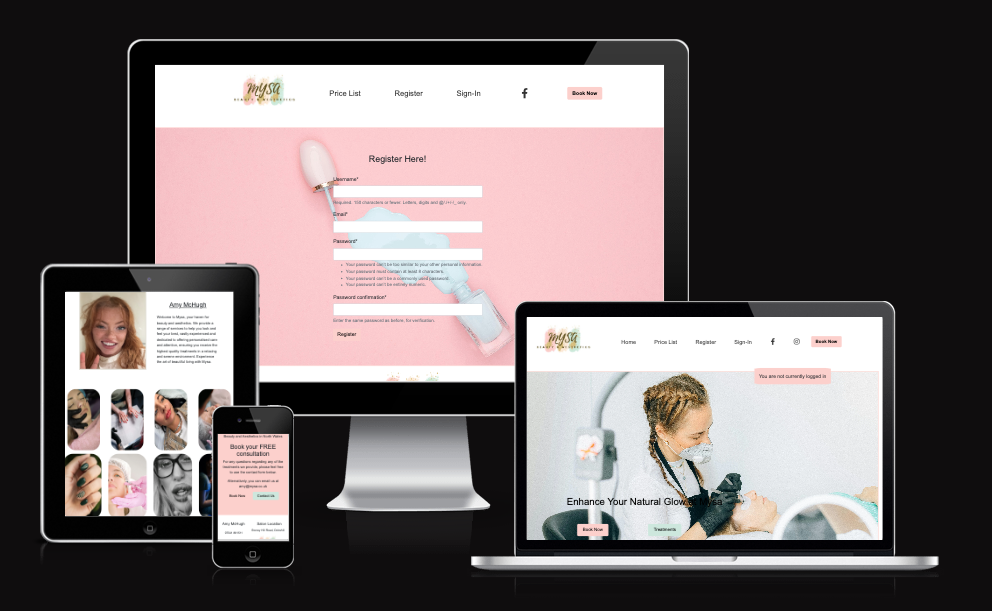 mysa
BEAUTY & AESTHETICS
Price List
Register
Sign-In
Book Now
Register Here!
Username*
Required. 150 characters or fewer. Letters, digits and @/./+/-/_ only.
Email*
Password*
Your password can't be too similar to your other personal information.
Your password must contain at least 8 characters.
Your password can't be a commonly used password.
Your password can't be entirely numeric.
Password confirmation*
Enter the same password as before, for verification.
Register
Amy McHugh
Welcome to Mysa, your haven for
beauty and aesthetics. We provide a
range of services to help you look and
feel your best, easily experienced and
dedicated in offering personalised care
and attention, ensuring you receive the
highest quality treatments in a relaxing
and serene environment. Experience
the art of beautiful living with Mysa.
Beauty and Aesthetics in South Wales
Book your FREE
consultation
For any questions regarding any of the
treatments we provide, please feel free
to use the contact form below.
Alternatively, you can email us at
Book Now
Contact Us
Amy McHugh
Salon Location
mysa
BEAUTY & AESTHETICS
Home
Price List
Register
Sign-In
Book Now
You are not currently logged in
Enhance Your Natural Glow at Mysa
Book Now
Treatments